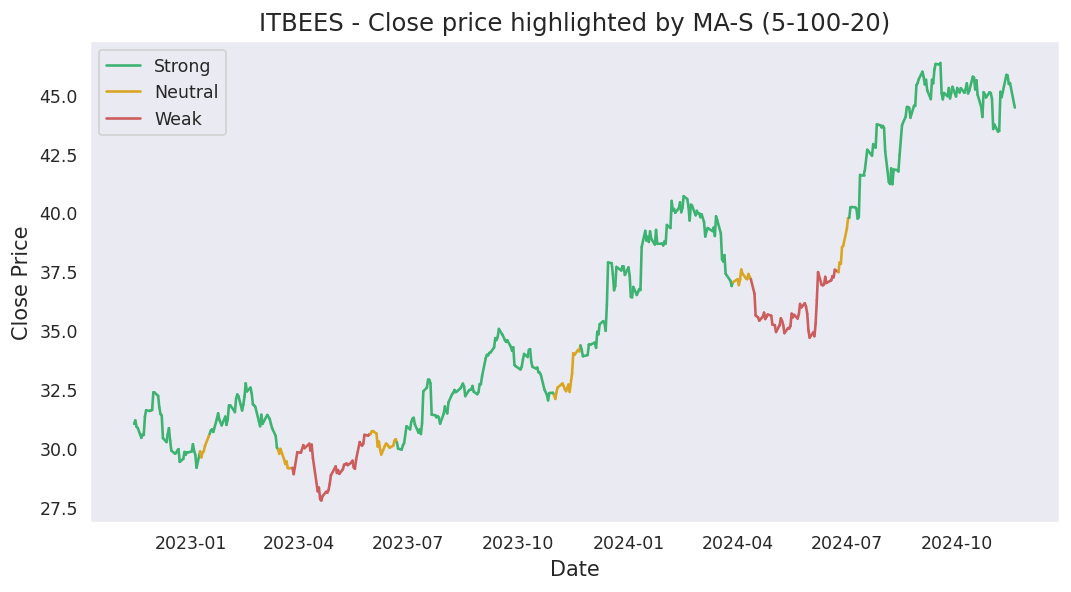 ITBEES - Close price highlighted by MA-S (5-100-20)
Strong
Neutral
Weak
Close Price
45.0
42.5
40.0
37.5
35.0
32.5
30.0
27.5
2023-01 2023-04 2023-07 2023-10 2024-01 2024-04 2024-07 2024-10
Date